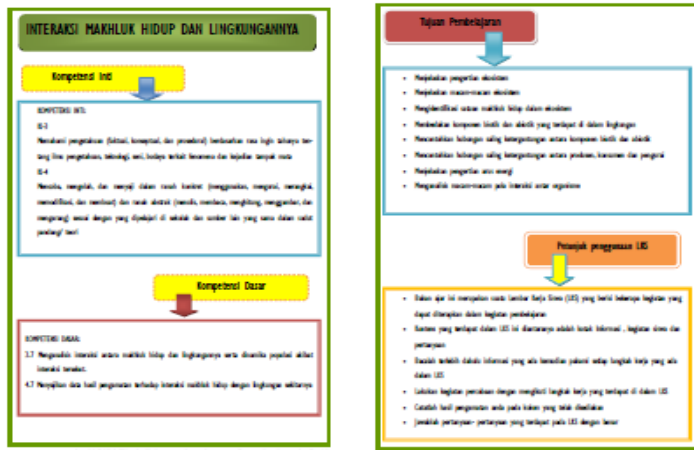 INTERAKSI MAKHLUK HIDUP DAN LINGKUNGANNYA
Kompetensi Inti
KOMPETENSI INTI:
KI-3
Memahami pengetahuan (faktual, konseptual, dan prosedural) berdasarkan rasa ingin tahunya ten-
tang ilmu pengetahuan, teknologi, seni, budaya terkait fenomena dan kejadian tampak mata
KI-4
Mencoba, mengolah, dan menyaji dalam ranah konkret (menggunakan, mengurai, merangkai,
memodifikasi, dan membuat) dan ranah abstrak (menulis, membaca, menghitung, menggambar, dan
mengarang) sesuai dengan yang dipelajari di sekolah dan sumber lain yang sama dalam sudut
pandang/ teori
Kompetensi Dasar
KOMPETENSI DASAR:
3.7 Menganalisis interaksi antara makhluk hidup dan lingkungannya serta dinamika populasi akibat
interaksi tersebut.
4.7 Menyajikan data hasil pengamatan terhadap interaksi makhluk hidup dengan lingkungan sekitarnya
Tujuan Pembelajaran
• Menjelaskan pengertian ekosistem
• Menjelaskan macam-macam ekosistem
• Mengidentifikasi satuan makhluk hidup dalam ekosistem
• Membedakan komponen biotik dan abiotik yang terdapat di dalam lingkungan
• Mencontohkan hubungan saling ketergantungan antara komponen biotik dan abiotik
• Mencontohkan hubungan saling ketergantungan antara produsen, konsumen dan pengurai
• Menjelaskan pengertian arus energi
• Menganalisis macam-macam pola interaksi antar organisme
Petunjuk penggunaan LKS
• Bahan ajar ini merupakan suatu Lembar Kerja Siswa (LKS) yang berisi beberapa kegiatan yang
dapat diterapkan dalam kegiatan pembelajaran
• Konten yang terdapat dalam LKS ini diantaranya adalah kotak informasi, kegiatan siswa dan
pertanyaan
• Bacalah terlebih dahulu informasi yang ada kemudian pahami setiap langkah kerja yang ada
dalam LKS
• Lakukan kegiatan percobaan dengan mengikuti langkah kerja yang terdapat di dalam LKS
• Catatlah hasil pengamatan anda pada kolom yang telah disediakan
• Jawablah pertanyaan- pertanyaan yang terdapat pada LKS dengan benar